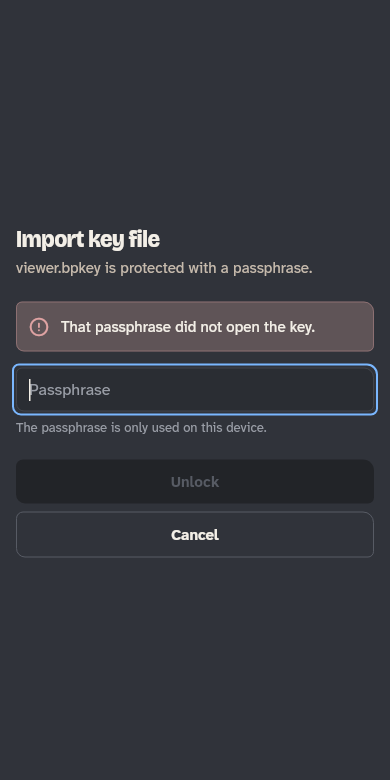 Import key file
viewer.bpkey is protected with a passphrase.
That passphrase did not open the key.
Passphrase
The passphrase is only used on this device.
Unlock
Cancel